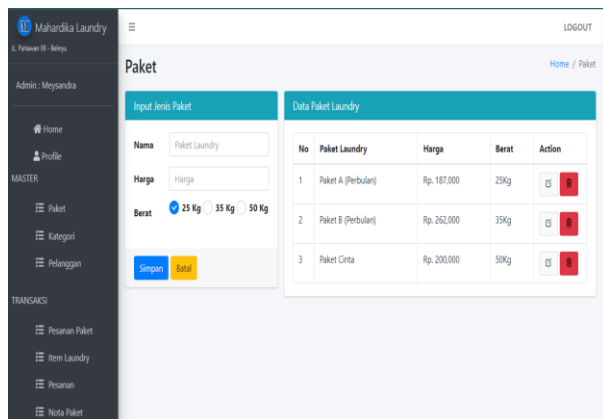 Mahardika Laundry
JL. Pahlawan XII - Belinyu
Admin : Meysandra
Home
Profile
MASTER
Paket
Kategori
Pelanggan
TRANSAKSI
Pesanan Paket
Item Laundry
Pesanan
Nota Paket
LOGOUT
Paket
Home / Paket
Input Jenis Paket
Nama Paket Laundry
Harga Harga
Berat 25 Kg 35 Kg 50 Kg
Simpan Batal
Data Paket Laundry
No Paket Laundry Harga Berat Action
1 Paket A (Perbulan) Rp. 187,000 25Kg
2 Paket B (Perbulan) Rp. 262,000 35Kg
3 Paket Cinta Rp. 200,000 50Kg